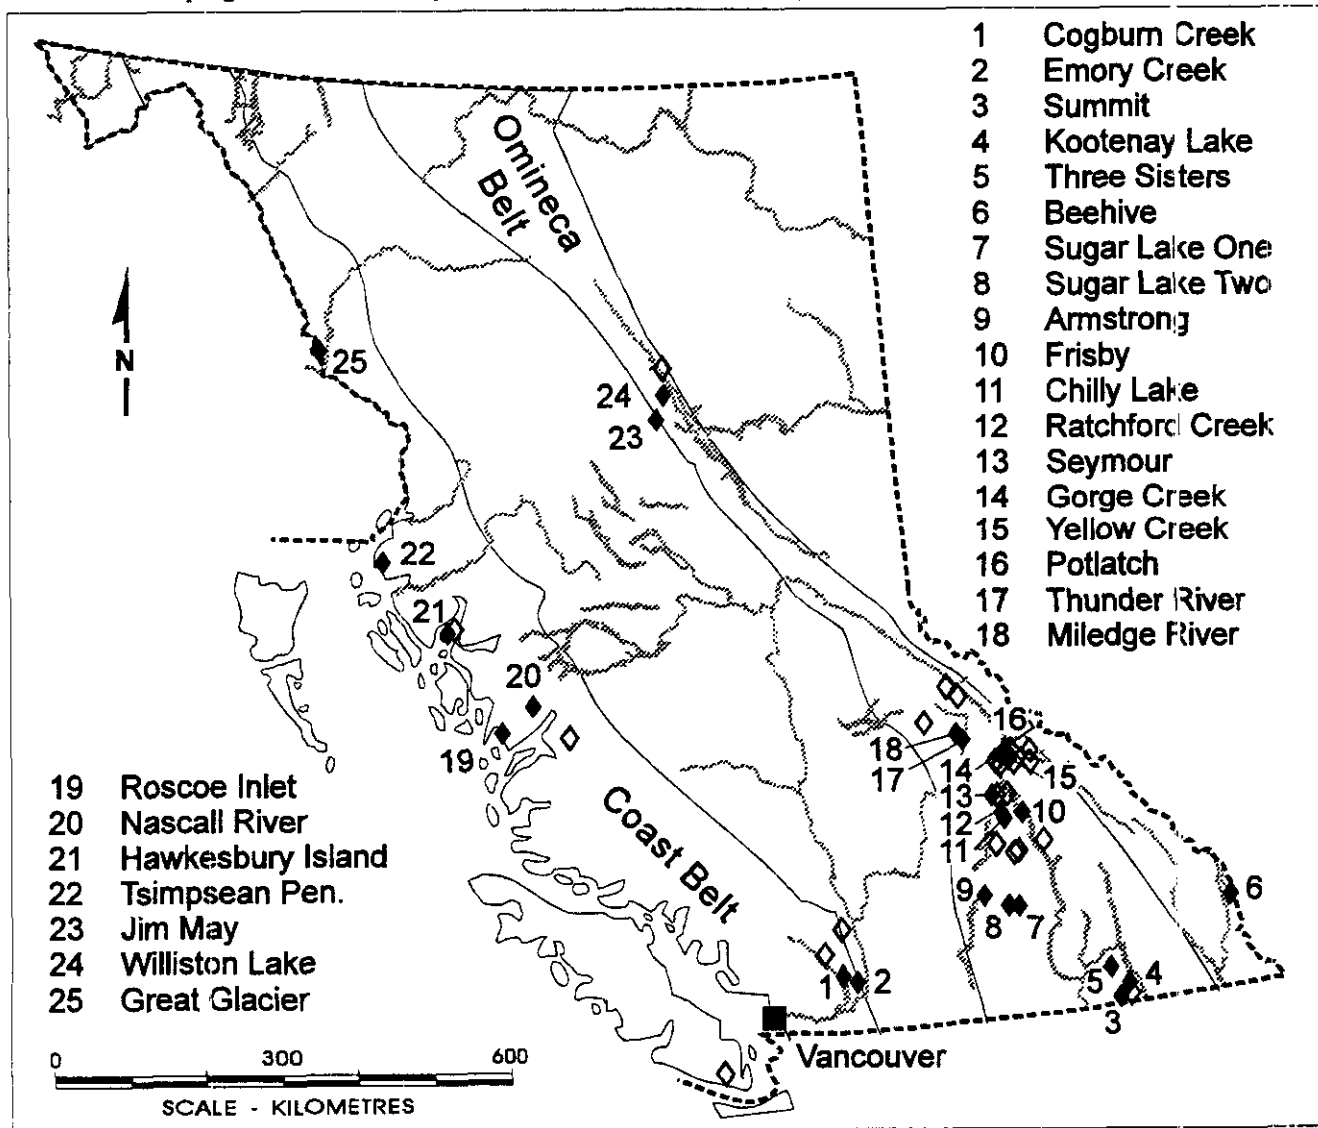 1 Cogburn Creek
2 Emory Creek
3 Summit
4 Kootenay Lake
5 Three Sisters
6 Beehive
7 Sugar Lake One
8 Sugar Lake Two
9 Armstrong
10 Frisby
11 Chilly Lake
12 Ratchford Creek
13 Seymour
14 Gorge Creek
15 Yellow Creek
16 Potlatch
17 Thunder River
18 Miledge River
Omineca
Belt
N
25
24
23
22
21
20
19
16
18
17
14
15
13
10
12
11
9
8
7
6
5
4
3
1
2
Coast Belt
Vancouver
19 Roscoe Inlet
20 Nascall River
21 Hawkesbury Island
22 Tsimpsean Pen.
23 Jim May
24 Williston Lake
25 Great Glacier
0 300 600
SCALE - KILOMETRES